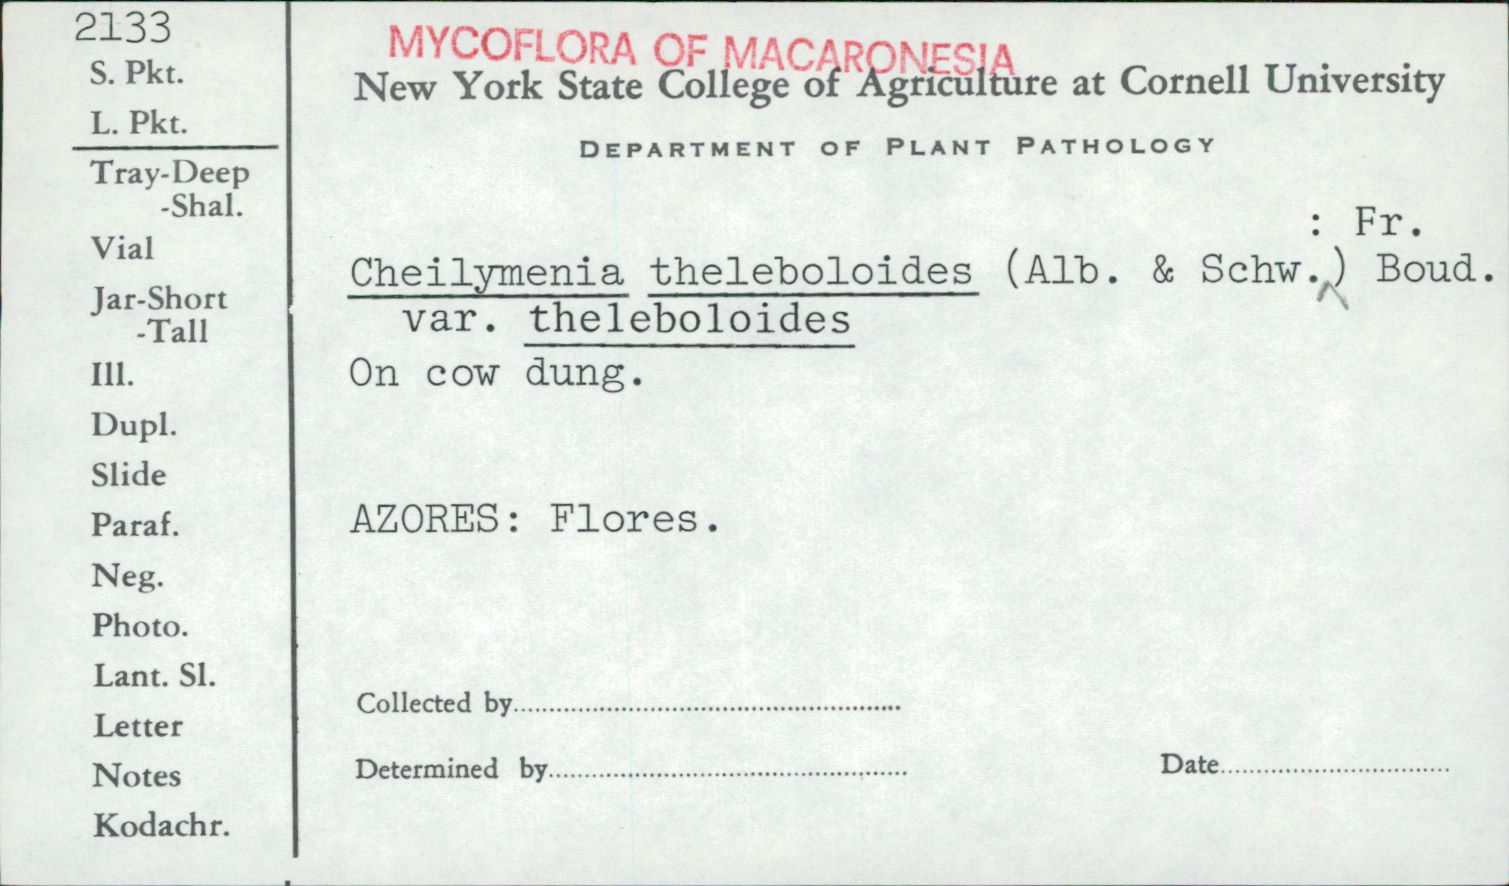 2133
S. Pkt.
L. Pkt.
Tray-Deep
-Shal.
Vial
Jar-Short
-Tall
Ill.
Dupl.
Slide
Paraf.
Neg.
Photo.
Lant. Sl.
Letter
Notes
Kodachr.
MYCOFLORA OF MACARONESIA
New York State College of Agriculture at Cornell University
DEPARTMENT OF PLANT PATHOLOGY
: Fr.
Cheilymenia theleboloides (Alb. & Schw.‸) Boud.
var. theleboloides
On cow dung.
AZORES: Flores.
Collected by
Determined by
Date